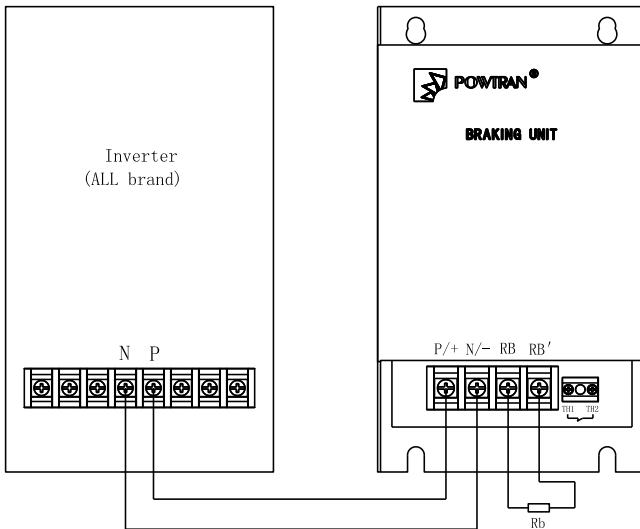 POWTRAN®
BRAKING UNIT
Inverter
(ALL brand)
N P
P/+ N/- RB RB'
TH1 TH2
Rb